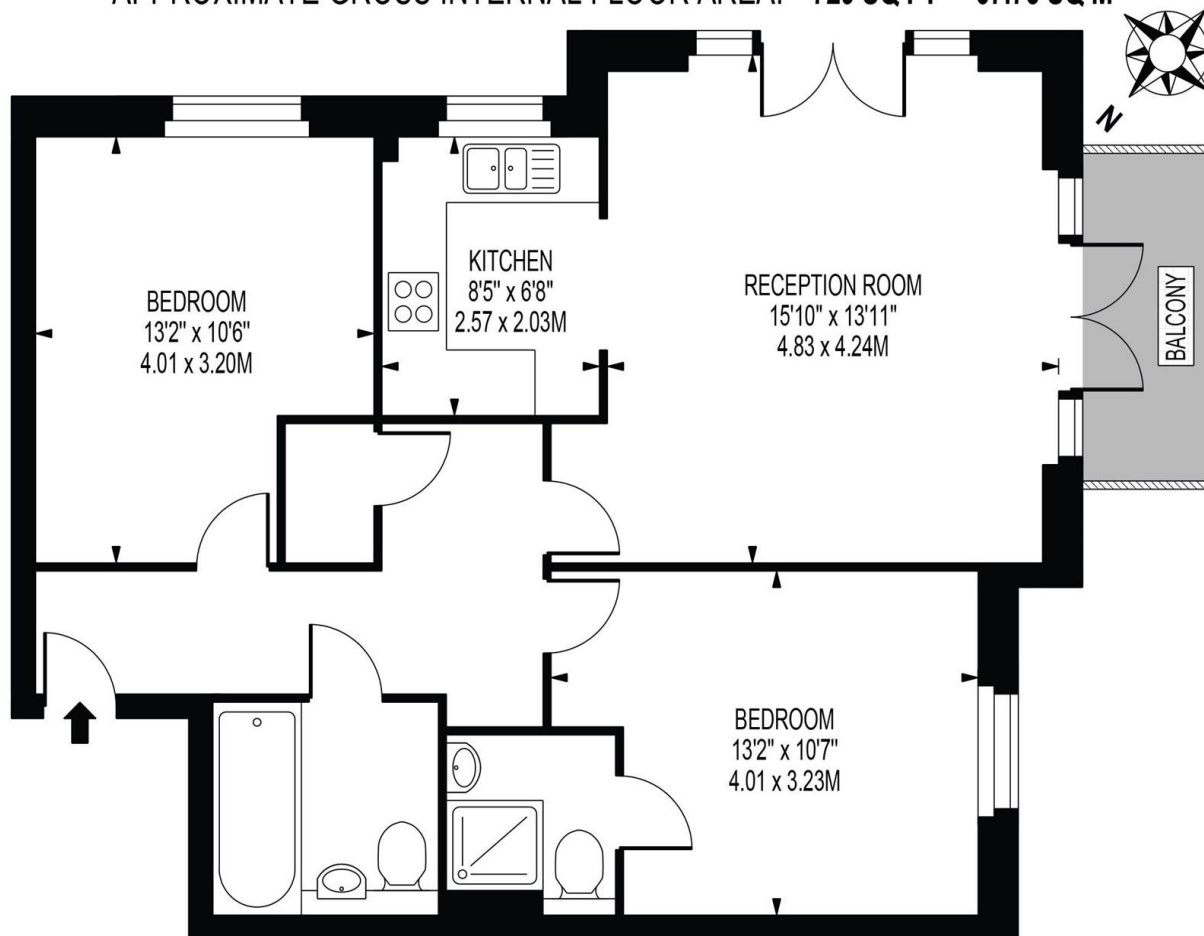 N
BEDROOM
13'2" x 10'6"
4.01 x 3.20M
KITCHEN
8'5" x 6'8"
2.57 x 2.03M
RECEPTION ROOM
15'10" x 13'11"
4.83 x 4.24M
BALCONY
BEDROOM
13'2" x 10'7"
4.01 x 3.23M